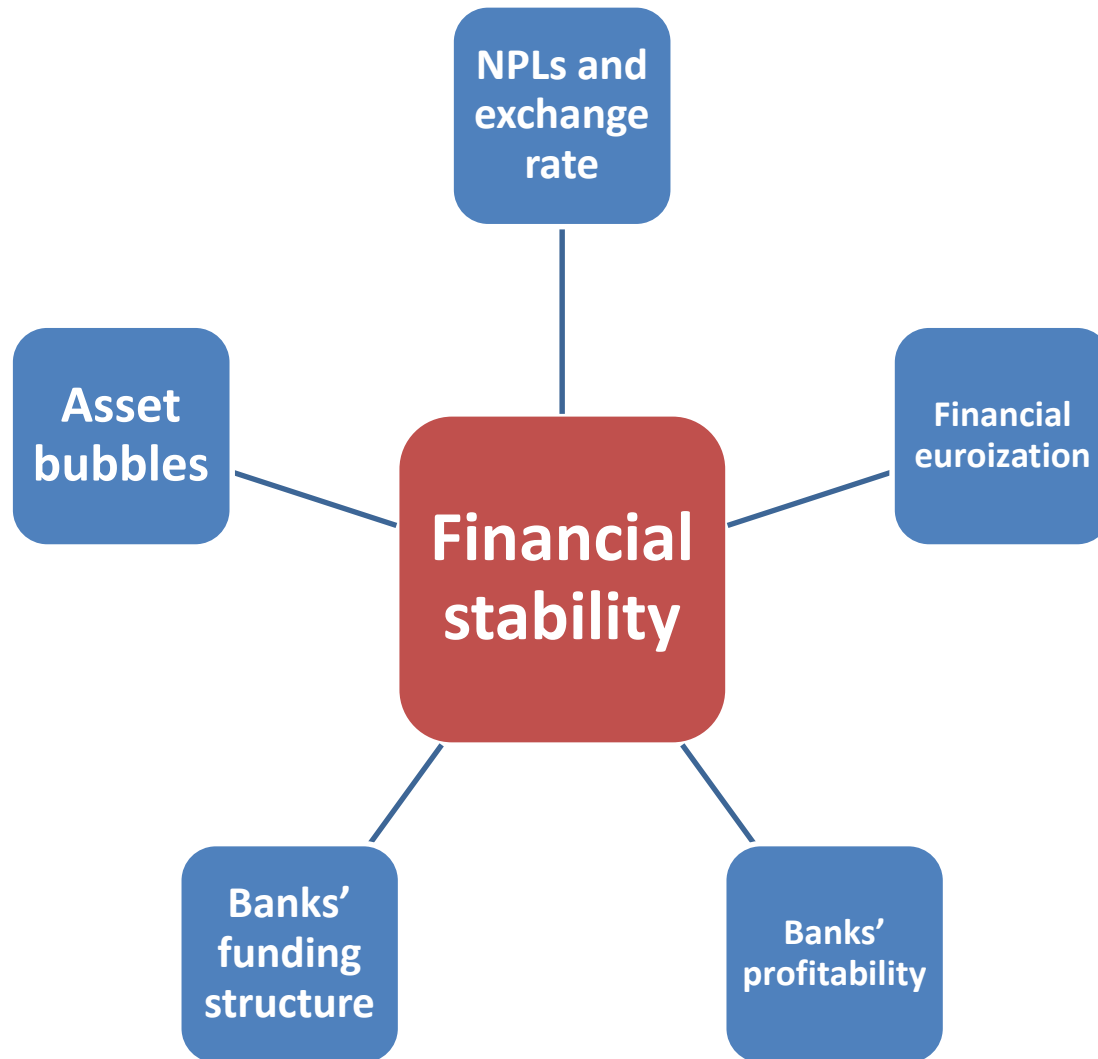 NPLs and
exchange
rate
Asset
bubbles
Financial
euroization
Financial
stability
Banks’
funding
structure
Banks’
profitability